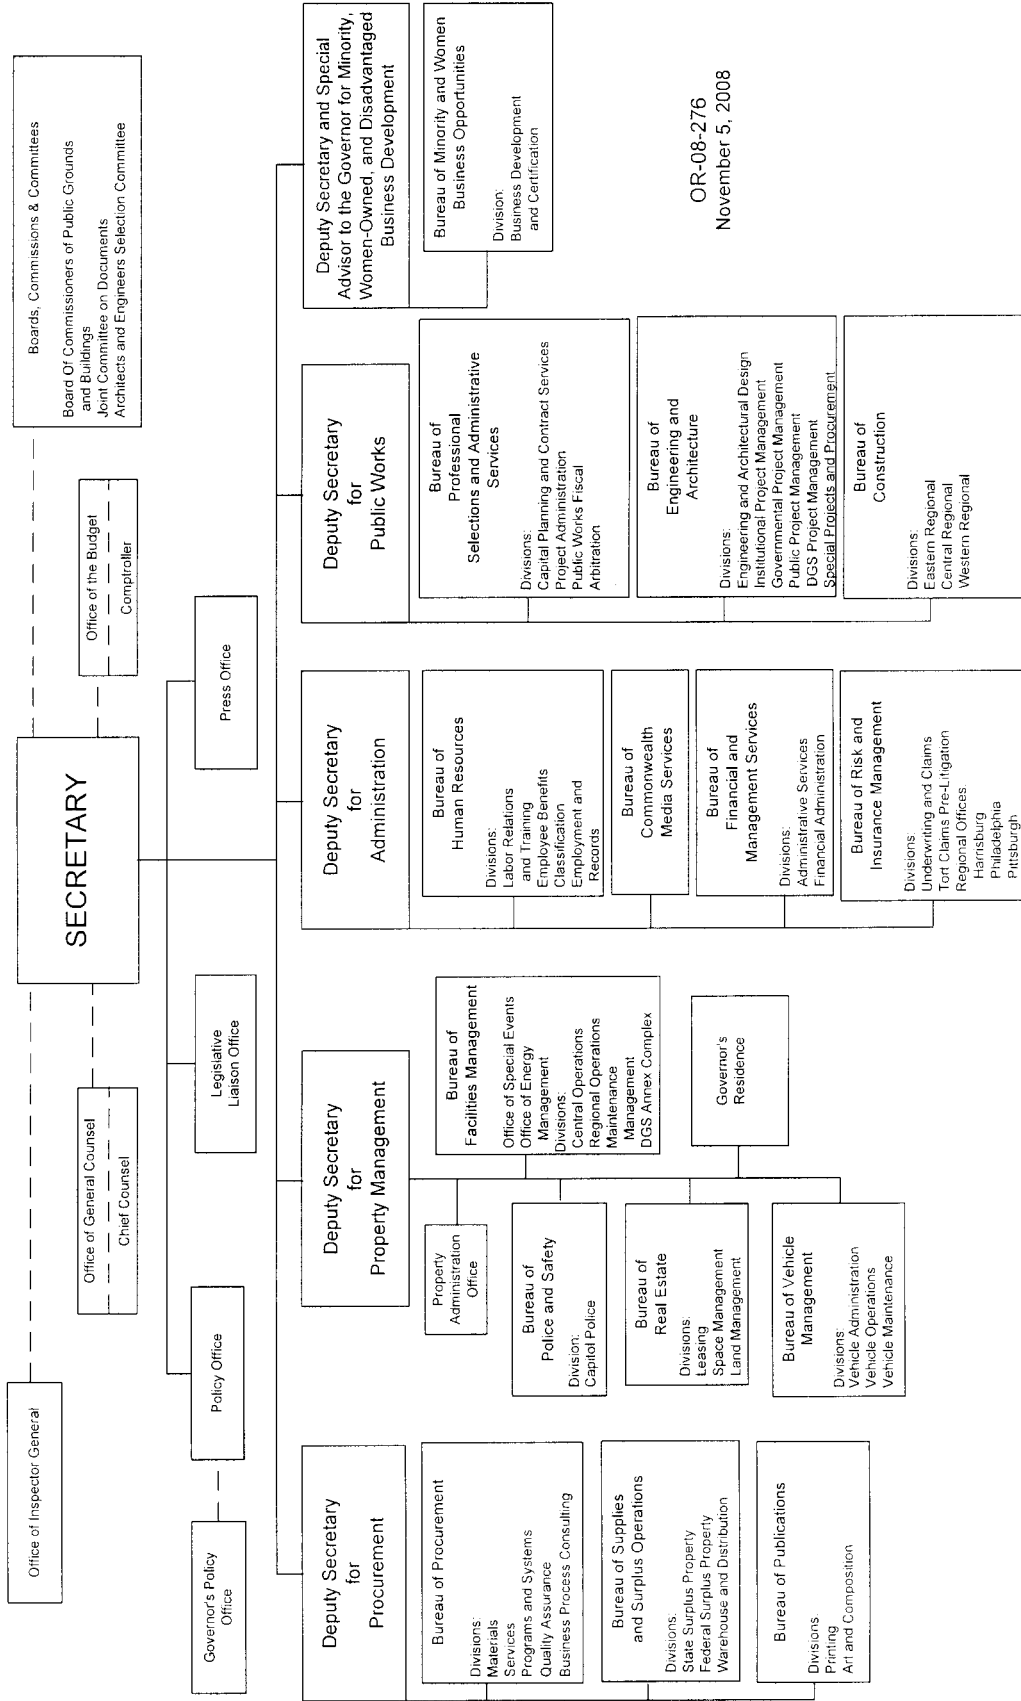 SECRETARY
Office of Inspector General
Office of General Counsel
Chief Counsel
Boards, Commissions & Committees
Board Of Commissioners of Public Grounds
and Buildings
Joint Committee on Documents
Architects and Engineers Selection Committee
Office of the Budget
Comptroller
Governor's Policy
Office
Policy Office
Legislative
Liaison Office
Press Office
Deputy Secretary
for
Procurement
Bureau of Procurement
Divisions:
Materials
Services
Programs and Systems
Quality Assurance
Business Process Consulting
Bureau of Supplies
and Surplus Operations
Divisions:
State Surplus Property
Federal Surplus Property
Warehouse and Distribution
Bureau of Publications
Divisions:
Printing
Art and Composition
Deputy Secretary
for
Property Management
Property
Administration
Office
Bureau of
Facilities Management
Office of Special Events
Office of Energy
Management
Divisions:
Central Operations
Regional Operations
Maintenance
Management
DGS Annex Complex
Bureau of
Police and Safety
Division:
Capitol Police
Bureau of
Real Estate
Divisions:
Leasing
Space Management
Land Management
Governor's
Residence
Bureau of Vehicle
Management
Divisions:
Vehicle Administration
Vehicle Operations
Vehicle Maintenance
Deputy Secretary
for
Administration
Bureau of
Human Resources
Divisions:
Labor Relations
and Training
Employee Benefits
Classification
Employment and
Records
Bureau of
Commonwealth
Media Services
Bureau of
Financial and
Management Services
Divisions:
Administrative Services
Financial Administration
Bureau of Risk and
Insurance Management
Divisions:
Underwriting and Claims
Tort Claims Pre-Litigation
Regional Offices
Harrisburg
Philadelphia
Pittsburgh
Deputy Secretary
for
Public Works
Bureau of
Professional
Selections and Administrative
Services
Divisions:
Capital Planning and Contract Services
Project Administration
Public Works Fiscal
Arbitration
Bureau of
Engineering and
Architecture
Divisions:
Engineering and Architectural Design
Institutional Project Management
Governmental Project Management
Public Project Management
DGS Project Management
Special Projects and Procurement
Bureau of
Construction
Divisions:
Eastern Regional
Central Regional
Western Regional
Deputy Secretary and Special
Advisor to the Governor for Minority,
Women-Owned, and Disadvantaged
Business Development
Bureau of Minority and Women
Business Opportunities
Division:
Business Development
and Certification
OR-08-276
November 5, 2008